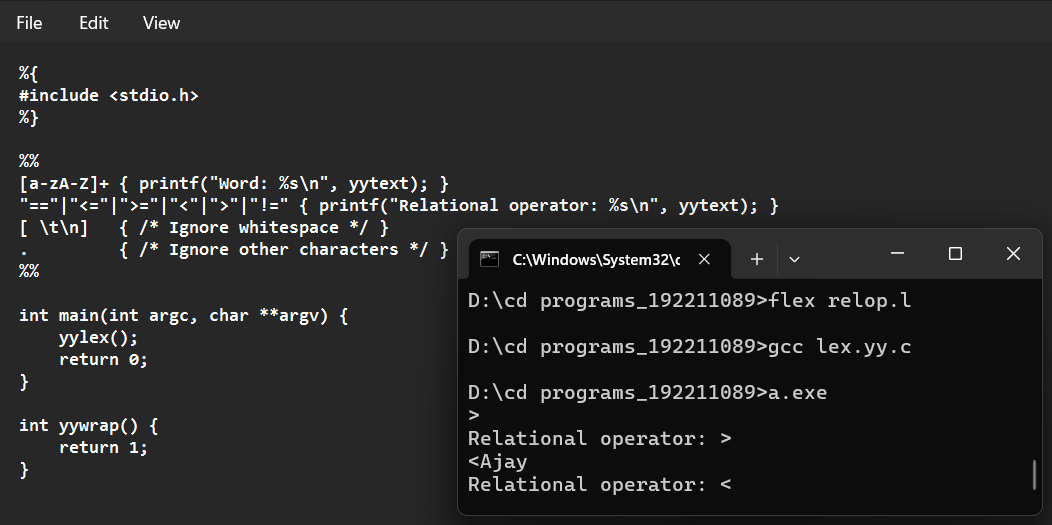 File Edit View
%{
#include <stdio.h>
%}
%%
[a-zA-Z]+ { printf("Word: %s\n", yytext); }
"=="|"<="|">="|"<"|">"|"!=" { printf("Relational operator: %s\n", yytext); }
[ \t\n]   { /* Ignore whitespace */ }
.         { /* Ignore other characters */ }
%%
int main(int argc, char **argv) {
    yylex();
    return 0;
}
int yywrap() {
    return 1;
}
C:\Windows\System32\c
D:\cd programs_192211089>flex relop.l
D:\cd programs_192211089>gcc lex.yy.c
D:\cd programs_192211089>a.exe
>
Relational operator: >
<Ajay
Relational operator: <